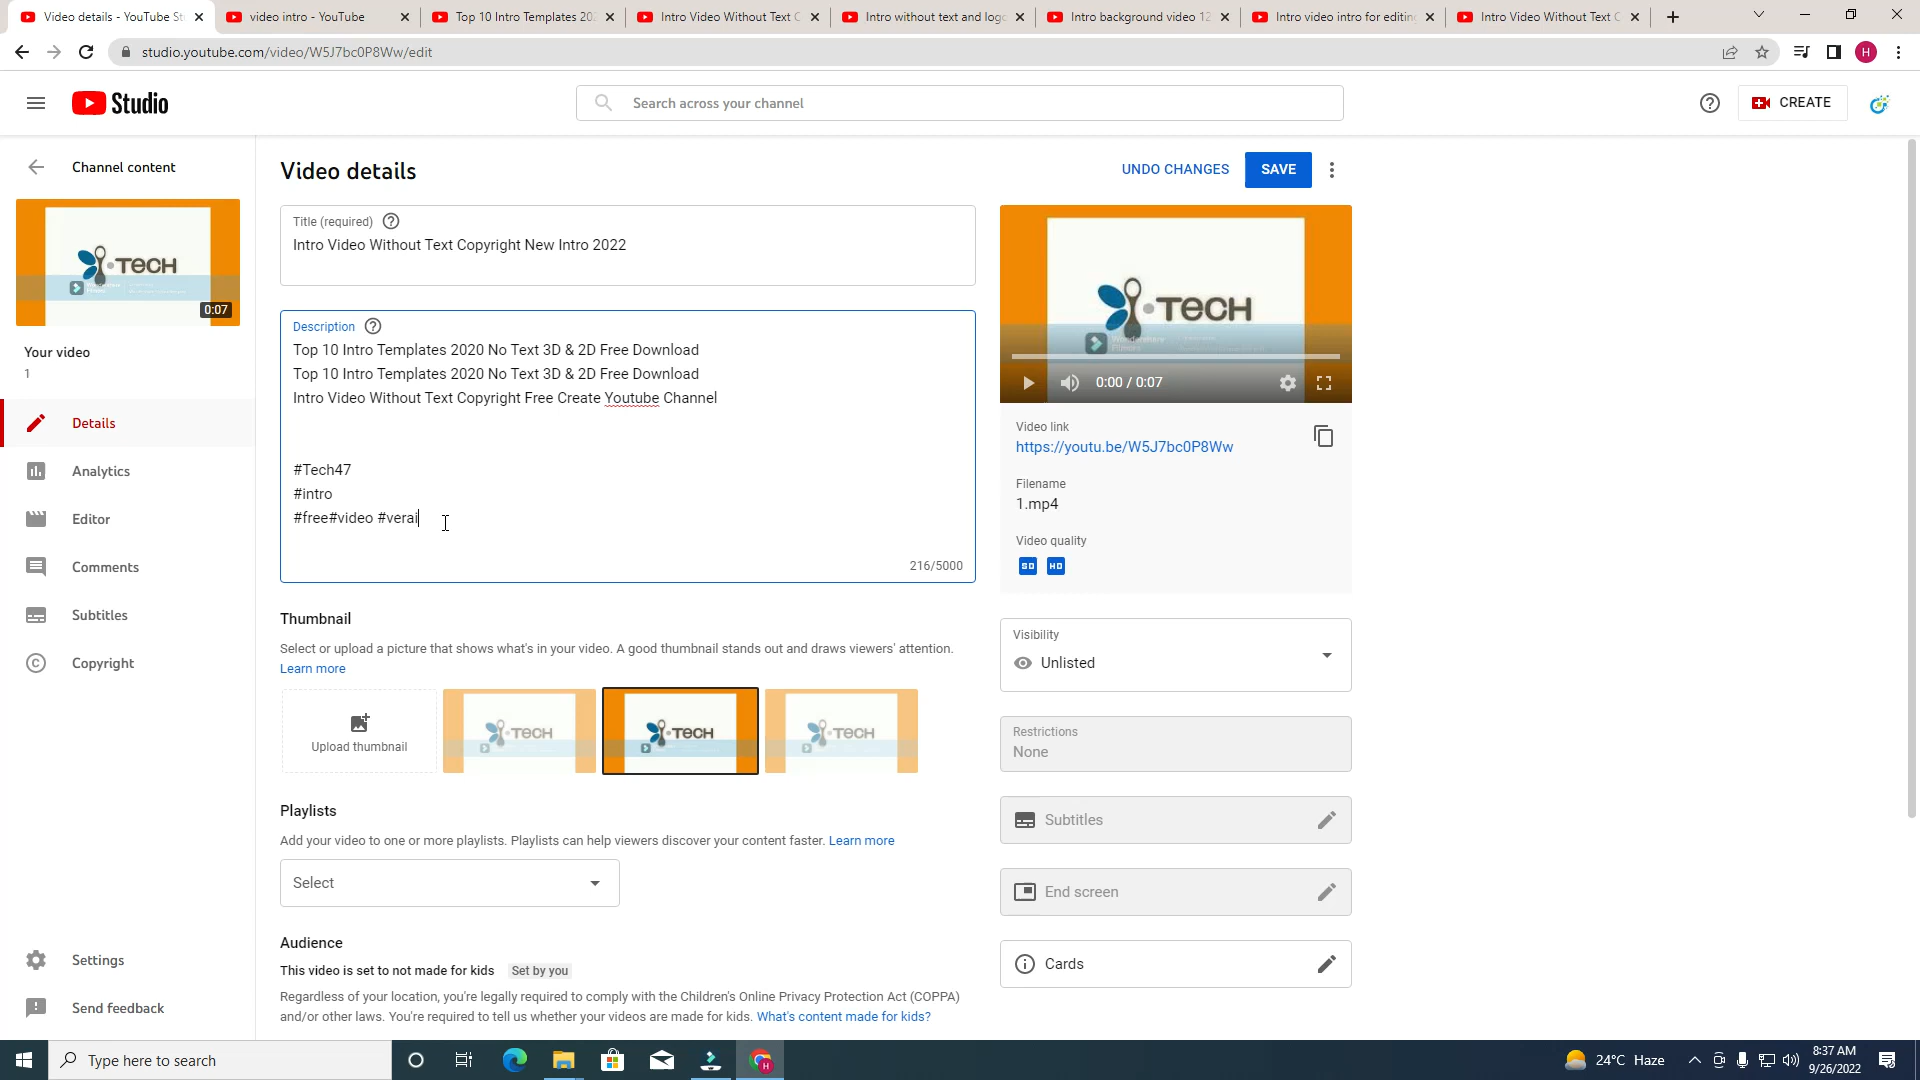 Video details - YouTube St
video intro - YouTube
Top 10 Intro Templates 202
Intro Video Without Text C
Intro without text and logo
Intro background video 12
Intro video intro for editing
Intro Video Without Text C
studio.youtube.com/video/W5J7bc0P8Ww/edit
H
Studio
Search across your channel
CREATE
Channel content
Video details
UNDO CHANGES
SAVE
TECH
0:07
Your video
1
Details
Analytics
Editor
Comments
Subtitles
Copyright
Settings
Send feedback
Title (required)
Intro Video Without Text Copyright New Intro 2022
Description
Top 10 Intro Templates 2020 No Text 3D & 2D Free Download
Top 10 Intro Templates 2020 No Text 3D & 2D Free Download
Intro Video Without Text Copyright Free Create Youtube Channel
#Tech47
#intro
#free#video #verai
216/5000
Thumbnail
Select or upload a picture that shows what's in your video. A good thumbnail stands out and draws viewers' attention.
Learn more
Upload thumbnail
TECH
TECH
TECH
Playlists
Add your video to one or more playlists. Playlists can help viewers discover your content faster. Learn more
Select
Audience
This video is set to not made for kids Set by you
Regardless of your location, you're legally required to comply with the Children's Online Privacy Protection Act (COPPA)
and/or other laws. You're required to tell us whether your videos are made for kids. What's content made for kids?
TECH
Wondershare
Filmora
0:00 / 0:07
Video link
https://youtu.be/W5J7bc0P8Ww
Filename
1.mp4
Video quality
SD HD
Visibility
Unlisted
Restrictions
None
Subtitles
End screen
Cards
Type here to search
24°C Haze
8:37 AM
9/26/2022